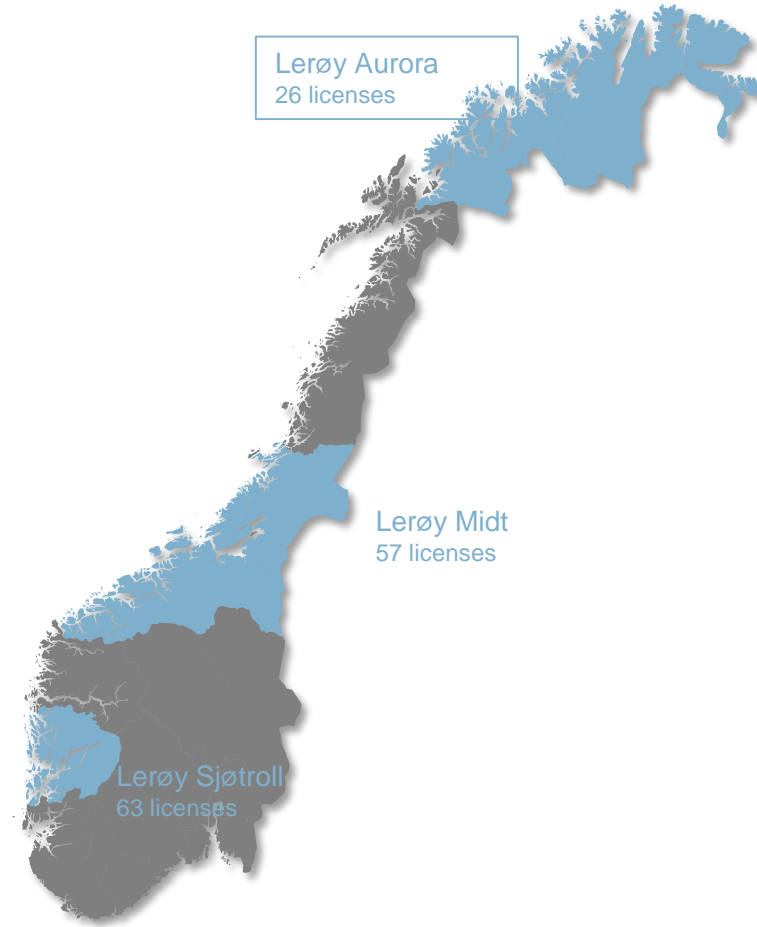 Lerøy Aurora
26 licenses
Lerøy Midt
57 licenses
Lerøy Sjøtroll
63 licenses